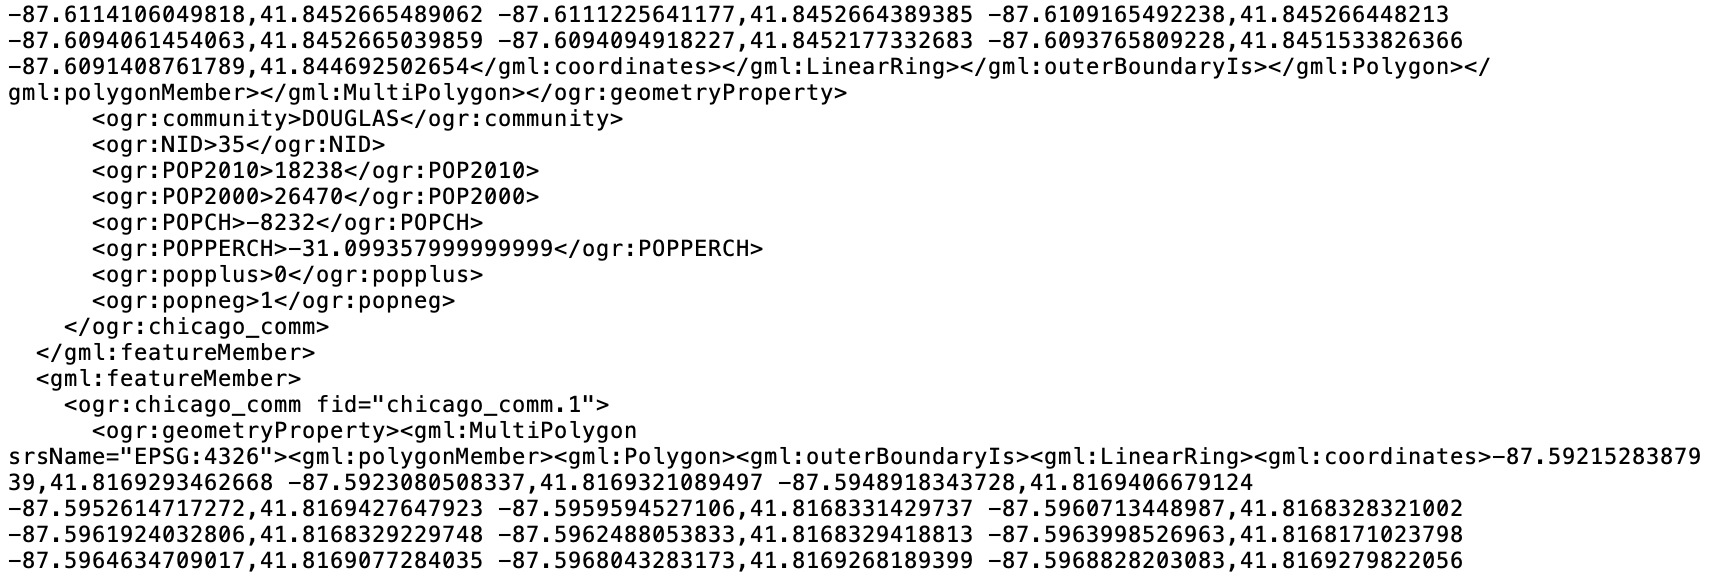 -87.6114106049818,41.8452665489062 -87.6111225641177,41.8452664389385 -87.6109165492238,41.845266448213
-87.6094061454063,41.8452665039859 -87.6094094918227,41.8452177332683 -87.6093765809228,41.8451533826366
-87.6091408761789,41.844692502654</gml:coordinates></gml:LinearRing></gml:outerBoundaryIs></gml:Polygon></
gml:polygonMember></gml:MultiPolygon></ogr:geometryProperty>
      <ogr:community>DOUGLAS</ogr:community>
      <ogr:NID>35</ogr:NID>
      <ogr:POP2010>18238</ogr:POP2010>
      <ogr:POP2000>26470</ogr:POP2000>
      <ogr:POPCH>-8232</ogr:POPCH>
      <ogr:POPPERCH>-31.099357999999999</ogr:POPPERCH>
      <ogr:popplus>0</ogr:popplus>
      <ogr:popneg>1</ogr:popneg>
    </ogr:chicago_comm>
  </gml:featureMember>
  <gml:featureMember>
    <ogr:chicago_comm fid="chicago_comm.1">
      <ogr:geometryProperty><gml:MultiPolygon
srsName="EPSG:4326"><gml:polygonMember><gml:Polygon><gml:outerBoundaryIs><gml:LinearRing><gml:coordinates>-87.59215283879
39,41.8169293462668 -87.5923080508337,41.8169321089497 -87.5948918343728,41.8169406679124
-87.5952614717272,41.8169427647923 -87.5959594527106,41.8168331429737 -87.5960713448987,41.8168328321002
-87.5961924032806,41.8168329229748 -87.5962488053833,41.8168329418813 -87.5963998526963,41.8168171023798
-87.5964634709017,41.8169077284035 -87.5968043283173,41.8169268189399 -87.5968828203083,41.8169279822056